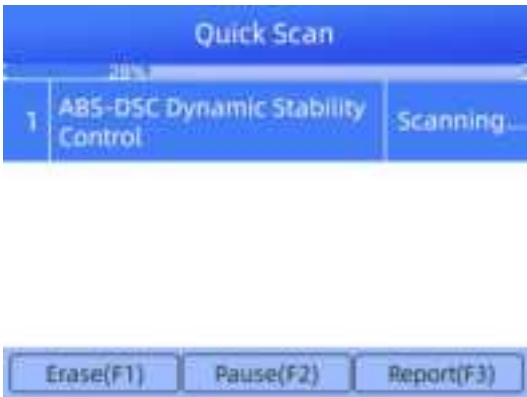 Quick Scan
28%
1 ABS-DSC Dynamic Stability Scanning...
Control
Erase(F1) Pause(F2) Report(F3)